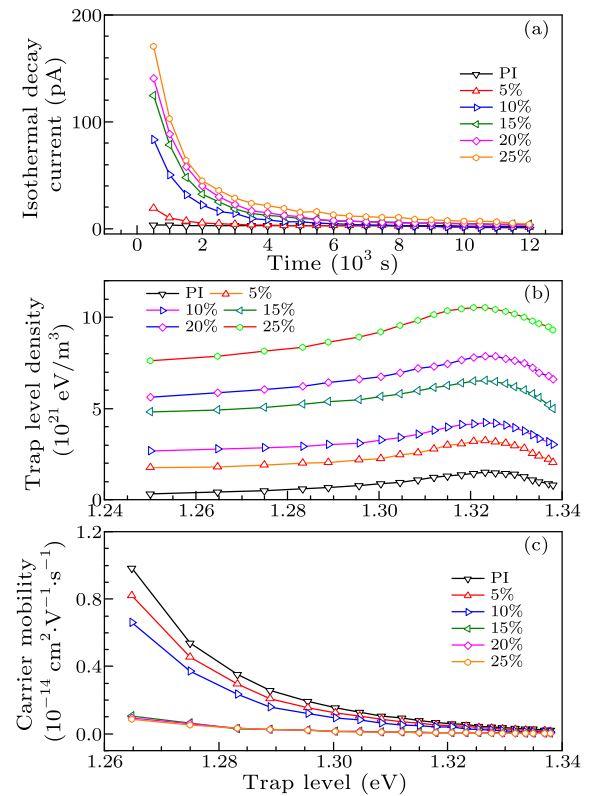 (a)
Isothermal decay
current (pA)
200
100
0
PI
5%
10%
15%
20%
25%
0 2 4 6 8 10 12
Time (10³ s)
(b)
Trap level density
(10²¹ eV/m³)
10
5
0
PI 5%
10% 15%
20% 25%
1.24 1.26 1.28 1.30 1.32 1.34
(c)
Carrier mobility
(10⁻¹⁴ cm²·V⁻¹·s⁻¹)
1.2
0.8
0.4
0.0
PI
5%
10%
15%
20%
25%
1.26 1.28 1.30 1.32 1.34
Trap level (eV)